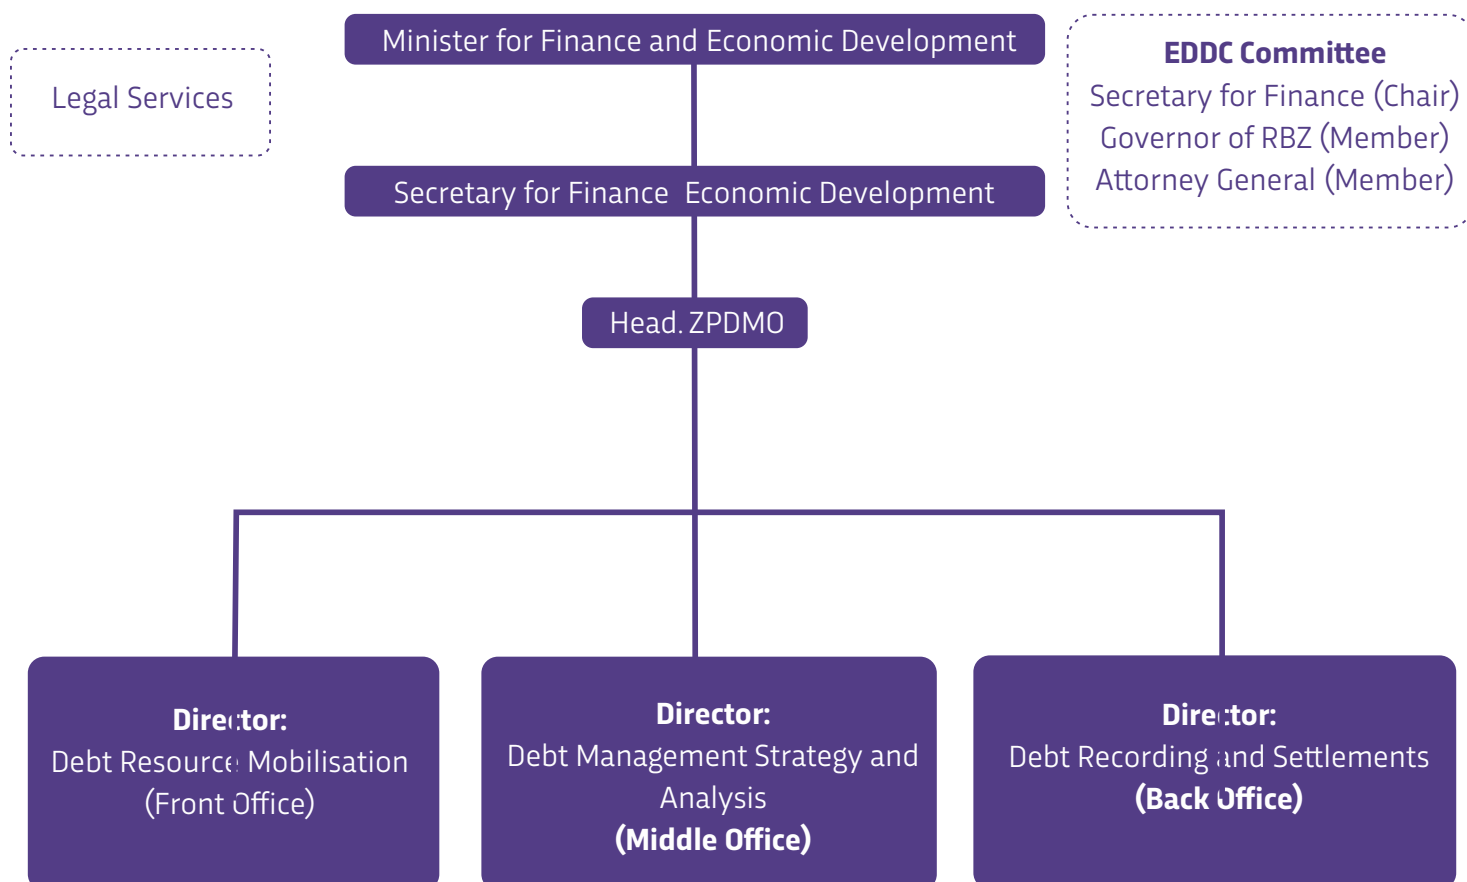 Minister for Finance and Economic Development
Legal Services
EDDC Committee
Secretary for Finance (Chair)
Governor of RBZ (Member)
Attorney General (Member)
Secretary for Finance Economic Development
Head. ZPDMO
Director:
Debt Resource Mobilisation
(Front Office)
Director:
Debt Management Strategy and
Analysis
(Middle Office)
Director:
Debt Recording and Settlements
(Back Office)